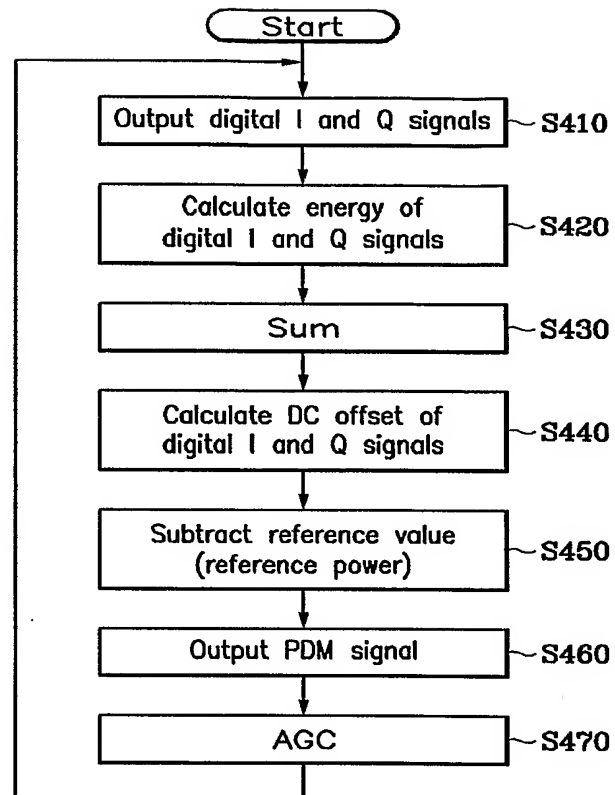 Start
Output digital I and Q signals
S410
Calculate energy of
digital I and Q signals
S420
Sum
S430
Calculate DC offset of
digital I and Q signals
S440
Subtract reference value
(reference power)
S450
Output PDM signal
S460
AGC
S470